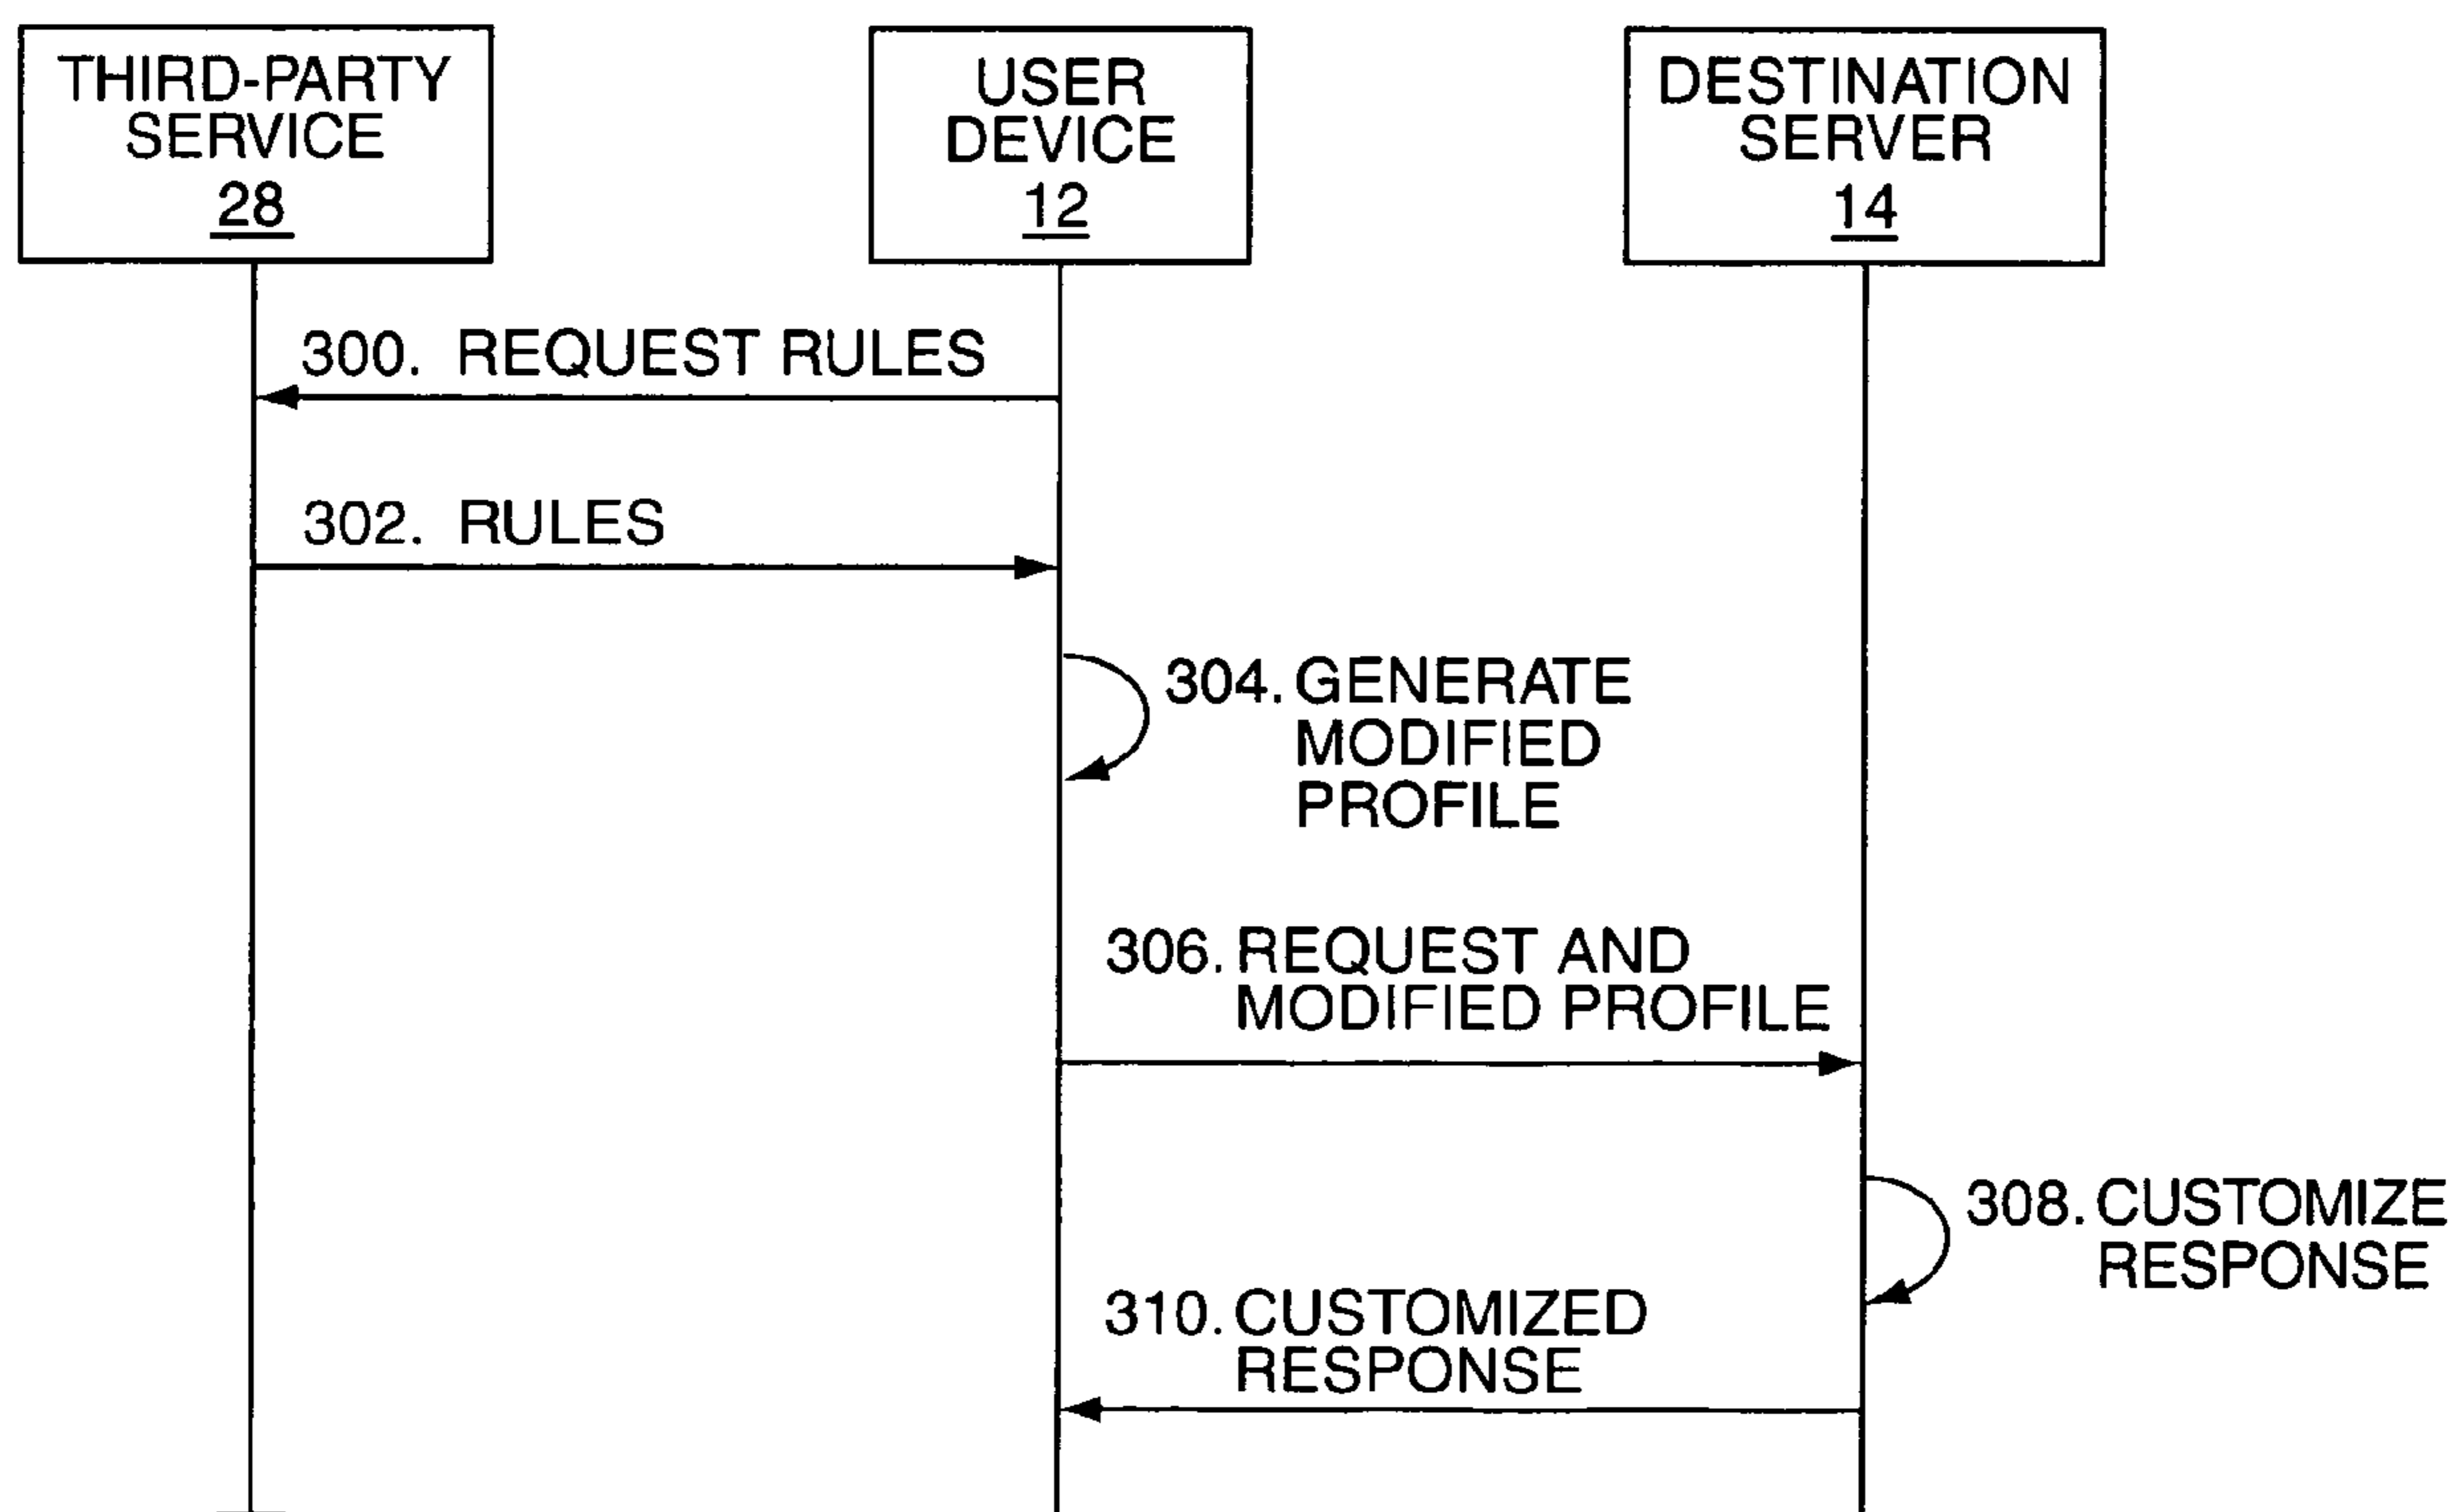 THIRD-PARTY
SERVICE
28
USER
DEVICE
12
DESTINATION
SERVER
14
300. REQUEST RULES
302. RULES
304. GENERATE
MODIFIED
PROFILE
306. REQUEST AND
MODIFIED PROFILE
308. CUSTOMIZE
RESPONSE
310. CUSTOMIZED
RESPONSE